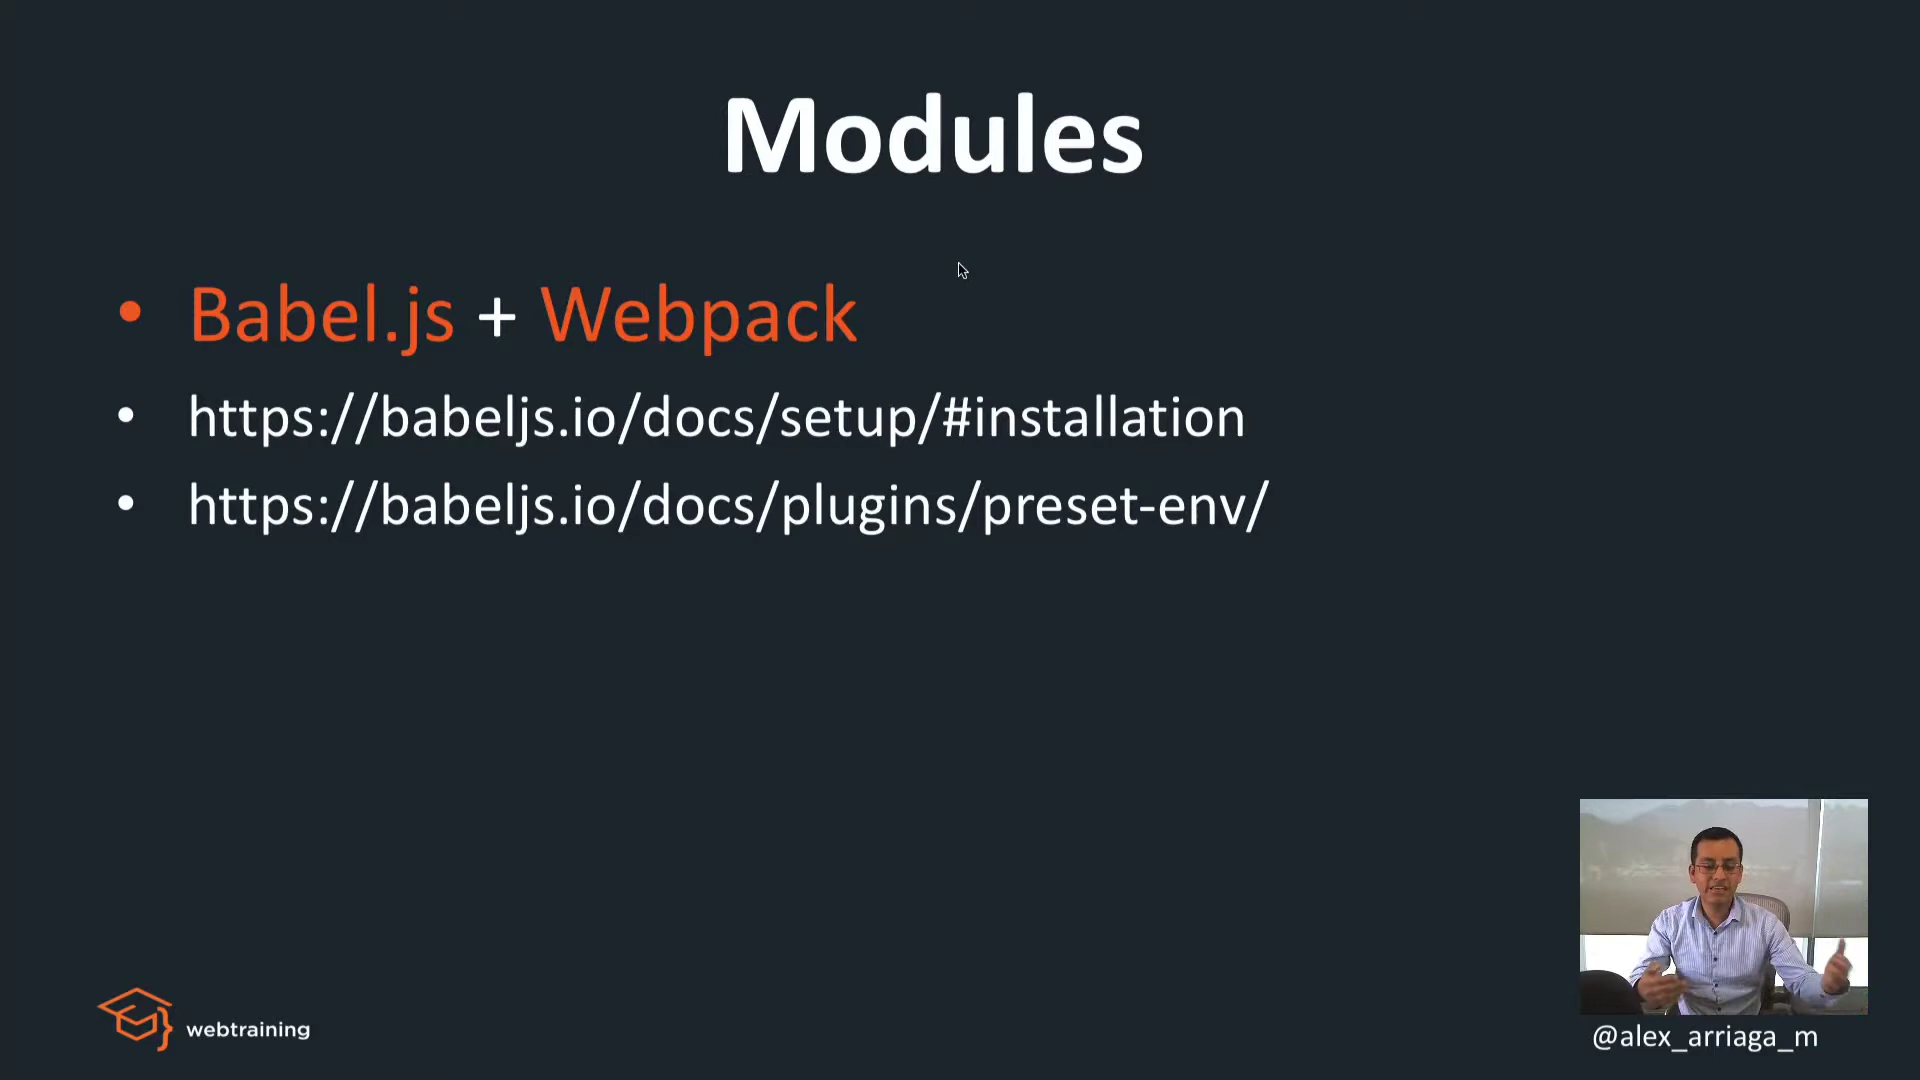 Modules
• Babel.js + Webpack
• https://babeljs.io/docs/setup/#installation
• https://babeljs.io/docs/plugins/preset-env/
webtraining
@alex_arriaga_m